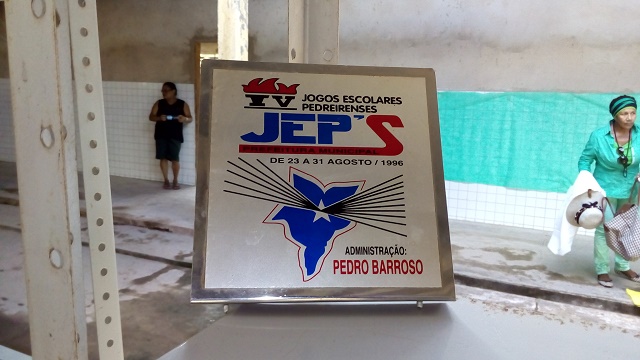 IV JOGOS ESCOLARES
PEDREIRENSES
JEP'S
PREFEITURA MUNICIPAL
DE 23 A 31 AGOSTO / 1996
ADMINISTRAÇÃO:
PEDRO BARROSO